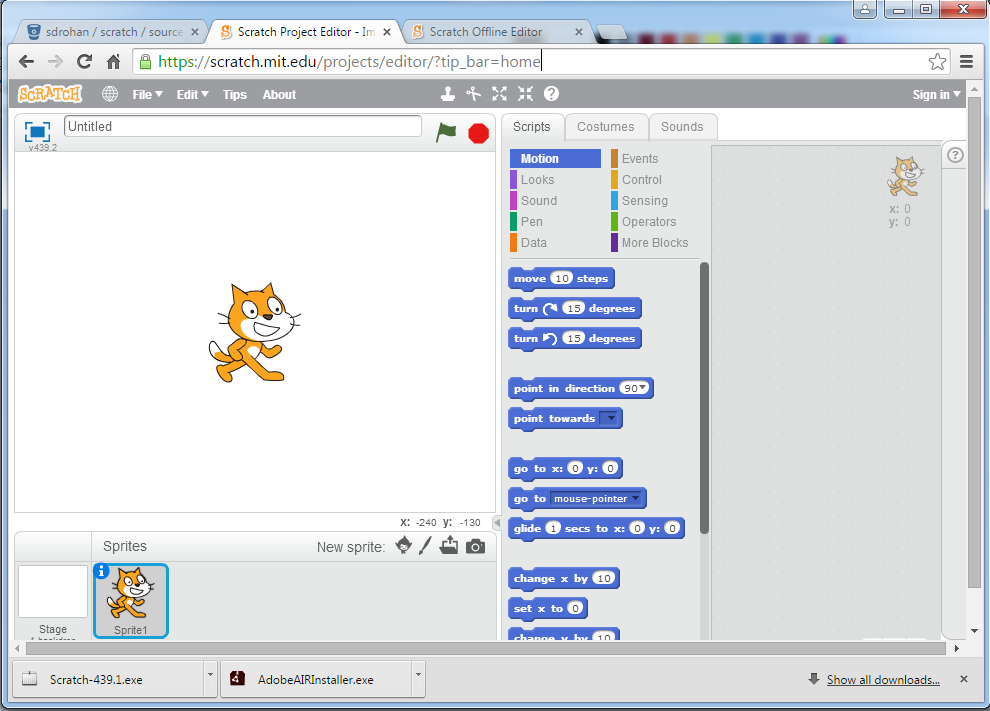 sdrohan / scratch / source
Scratch Project Editor - Im
Scratch Offline Editor
https://scratch.mit.edu/projects/editor/?tip_bar=home
SCRATCH File Edit Tips About Sign in
Untitled
v439.2
Scripts Costumes Sounds
Motion Events
Looks Control
Sound Sensing
Pen Operators
Data More Blocks
x: 0
y: 0
move 10 steps
turn 15 degrees
turn 15 degrees
point in direction 90
point towards
go to x: 0 y: 0
go to mouse-pointer
glide 1 secs to x: 0 y: 0
change x by 10
set x to 0
change y by 10
x: -240 y: -130
Sprites New sprite:
Stage
1 backdrop
Sprite1
Scratch-439.1.exe
AdobeAIRInstaller.exe
Show all downloads...